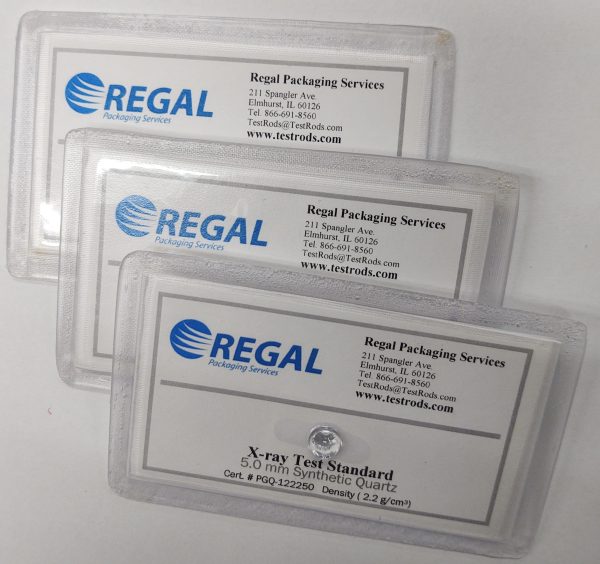 REGAL
Packaging Services
Regal Packaging Services
211 Spangler Ave.
Elmhurst, IL 60126
Tel. 866-691-8560
TestRods@TestRods.com
www.testrods.com
REGAL
Packaging Services
Regal Packaging Services
211 Spangler Ave.
Elmhurst, IL 60126
Tel. 866-691-8560
TestRods@TestRods.com
www.testrods.com
REGAL
Packaging Services
Regal Packaging Services
211 Spangler Ave.
Elmhurst, IL 60126
Tel. 866-691-8560
TestRods@TestRods.com
www.testrods.com
X-ray Test Standard
5.0 mm Synthetic Quartz
Cert. # PGQ-122250 Density ( 2.2 g/cm³)